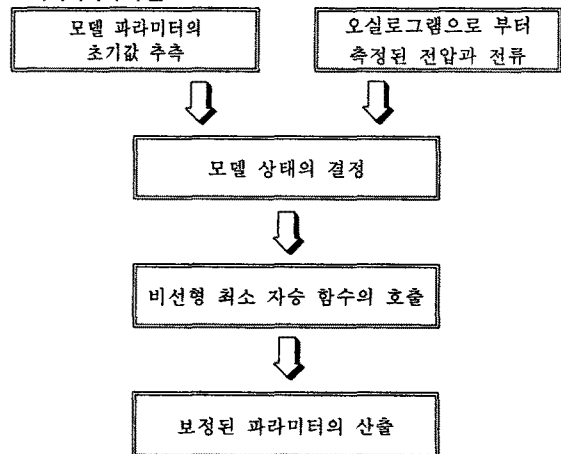 모델 파라미터의
초기값 추측
오실로그램으로 부터
측정된 전압과 전류
모델 상태의 결정
비선형 최소 자승 함수의 호출
보정된 파라미터의 산출